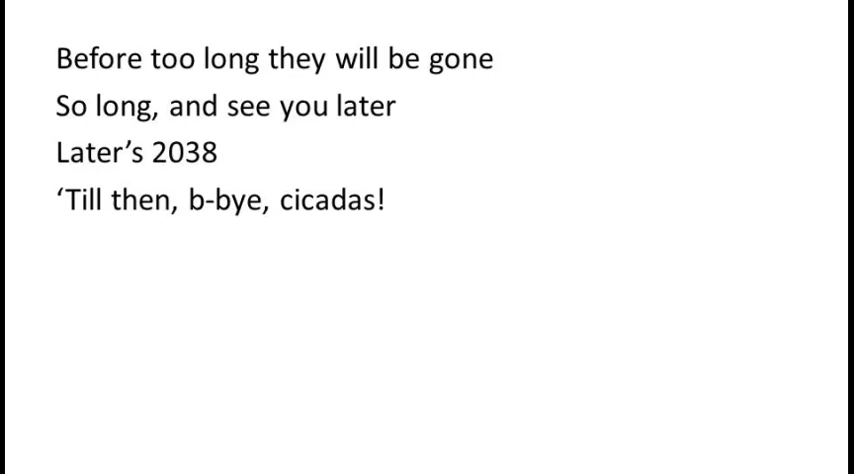 Before too long they will be gone
So long, and see you later
Later’s 2038
‘Till then, b-bye, cicadas!